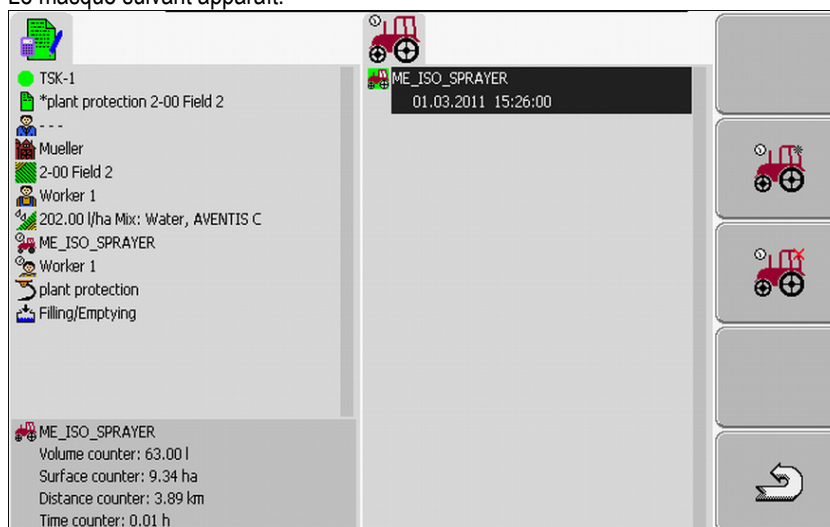 Le masque suivant apparaît:
TSK-1
*plant protection 2-00 Field 2
---
Mueller
2-00 Field 2
Worker 1
202.00 l/ha Mix: Water, AVENTIS C
ME_ISO_SPRAYER
Worker 1
plant protection
Filling/Emptying
ME_ISO_SPRAYER
Volume counter: 63.00 l
Surface counter: 9.34 ha
Distance counter: 3.89 km
Time counter: 0.01 h
ME_ISO_SPRAYER
01.03.2011 15:26:00